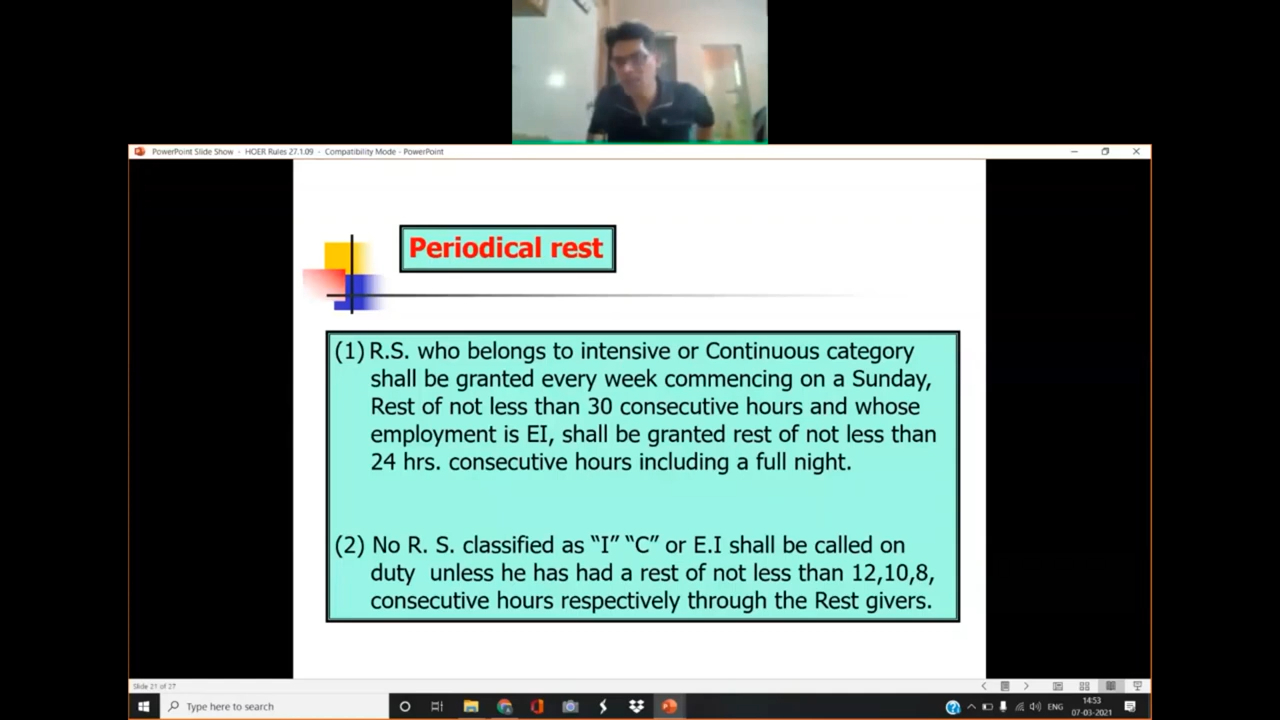 PowerPoint Slide Show - HOER Rules 27.1.09 - Compatibility Mode - PowerPoint
Periodical rest
(1) R.S. who belongs to intensive or Continuous category
shall be granted every week commencing on a Sunday,
Rest of not less than 30 consecutive hours and whose
employment is EI, shall be granted rest of not less than
24 hrs. consecutive hours including a full night.
(2) No R. S. classified as “I” “C” or E.I shall be called on
duty unless he has had a rest of not less than 12,10,8,
consecutive hours respectively through the Rest givers.
Slide 21 of 27
Type here to search
ENG
14:53
07-03-2021